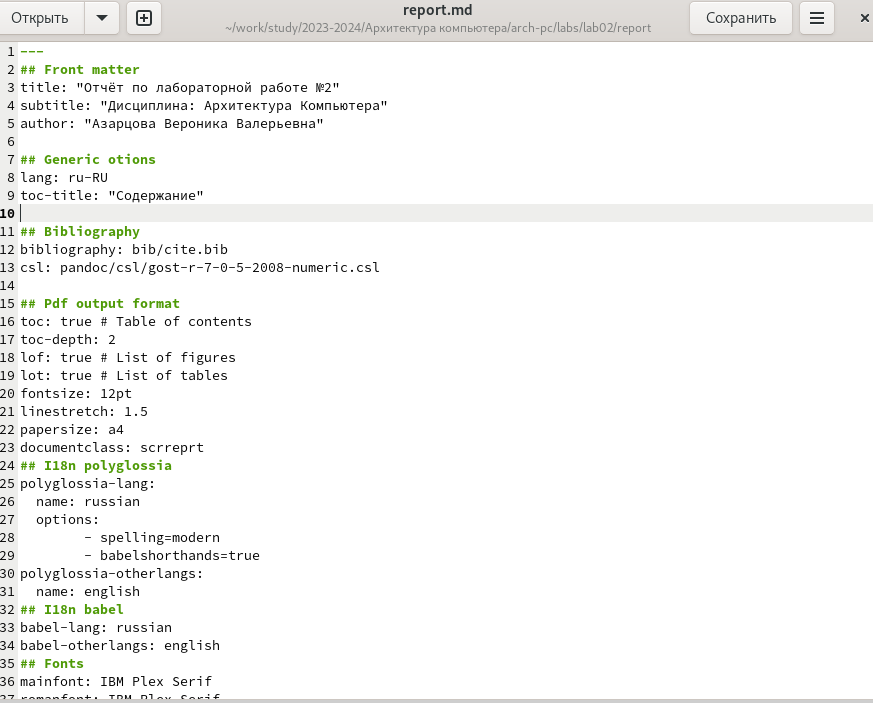 Открыть
report.md
~/work/study/2023-2024/Архитектура компьютера/arch-pc/labs/lab02/report
Сохранить
1 ---
2 ## Front matter
3 title: "Отчёт по лабораторной работе №2"
4 subtitle: "Дисциплина: Архитектура Компьютера"
5 author: "Азарцова Вероника Валерьевна"
6
7 ## Generic otions
8 lang: ru-RU
9 toc-title: "Содержание"
10
11 ## Bibliography
12 bibliography: bib/cite.bib
13 csl: pandoc/csl/gost-r-7-0-5-2008-numeric.csl
14
15 ## Pdf output format
16 toc: true # Table of contents
17 toc-depth: 2
18 lof: true # List of figures
19 lot: true # List of tables
20 fontsize: 12pt
21 linestretch: 1.5
22 papersize: a4
23 documentclass: scrreprt
24 ## I18n polyglossia
25 polyglossia-lang:
26   name: russian
27   options:
28         - spelling=modern
29         - babelshorthands=true
30 polyglossia-otherlangs:
31   name: english
32 ## I18n babel
33 babel-lang: russian
34 babel-otherlangs: english
35 ## Fonts
36 mainfont: IBM Plex Serif
37 romanfont: IBM Plex Serif